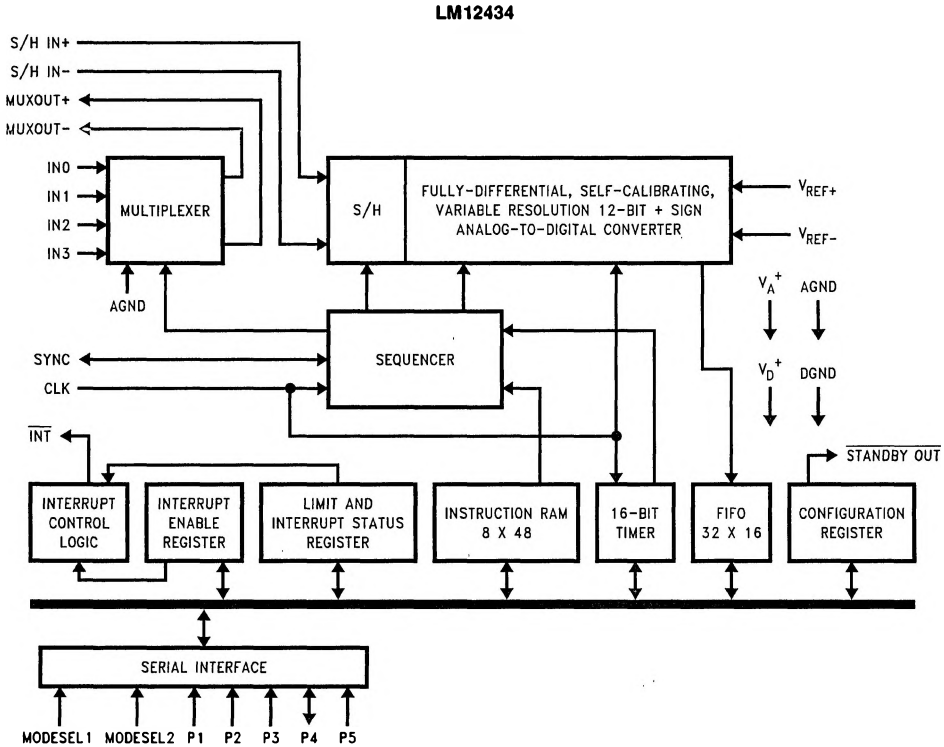 LM12434
S/H IN+
S/H IN-
MUXOUT+
MUXOUT-
IN0
IN1
IN2
IN3
MULTIPLEXER
AGND
S/H
FULLY-DIFFERENTIAL, SELF-CALIBRATING,
VARIABLE RESOLUTION 12-BIT + SIGN
ANALOG-TO-DIGITAL CONVERTER
VREF+
VREF-
VA+ AGND
VD+ DGND
SEQUENCER
SYNC
CLK
INT
STANDBY OUT
INTERRUPT
CONTROL
LOGIC
INTERRUPT
ENABLE
REGISTER
LIMIT AND
INTERRUPT STATUS
REGISTER
INSTRUCTION RAM
8 X 48
16-BIT
TIMER
FIFO
32 X 16
CONFIGURATION
REGISTER
SERIAL INTERFACE
MODESEL1 MODESEL2 P1 P2 P3 P4 P5